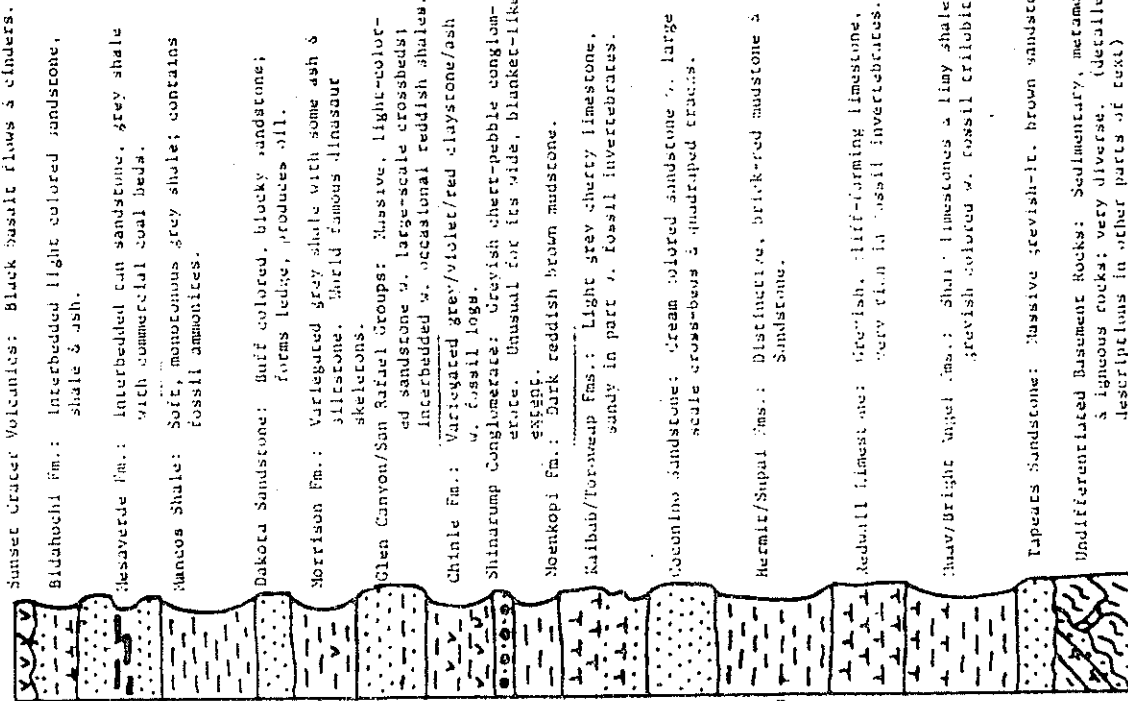 Sunset Crater Volcanics: Black basalt flows & cinders.
Bidahochi Fm.: Interbedded light colored sandstone,
shale & ash.
Mesaverde Fm.: Interbedded tan sandstone, grey shale
with commercial coal beds.
Mancos Shale: Soft, monotonous grey shale; contains
fossil ammonites.
Dakota Sandstone: Buff colored, blocky sandstone;
forms ledge, produces oil.
Morrison Fm.: Variegated grey shale with some ash &
siltstone. World famous dinosaur
skeletons.
Glen Canyon/San Rafael Groups: Massive, light-color-
ed sandstone w. large-scale crossbeds;
interbedded w. occasional reddish shales.
Chinle Fm.: Variegated grey/violet/red claystone/ash
w. fossil logs.
Shinarump Conglomerate: Greyish chert-pebble conglom-
erate. Unusual for its wide, blanket-like
extent.
Moenkopi Fm.: Dark reddish brown mudstone.
Kaibab/Toroweap Fms.: Light grey cherty limestone,
sandy in part w. fossil invertebrates.
Coconino Sandstone: Cream colored sandstone w. large
scale cross-beds & quadraped tracks.
Hermit/Supai Fms.: Distinctive, brick-red mudstone &
Sandstone.
Redwall Limestone: Greyish, cliff-forming limestone,
very rich in fossil invertebrates.
Muav/Bright Angel Fms.: Shaly limestones & limy shale
greyish colored w. fossil trilobit
Tapeats Sandstone: Massive greyish-lt. brown sandsto
Undifferentiated Basement Rocks: Sedimentary, metamo
& igneous rocks; very diverse. (detaile
descriptions in other parts of text)